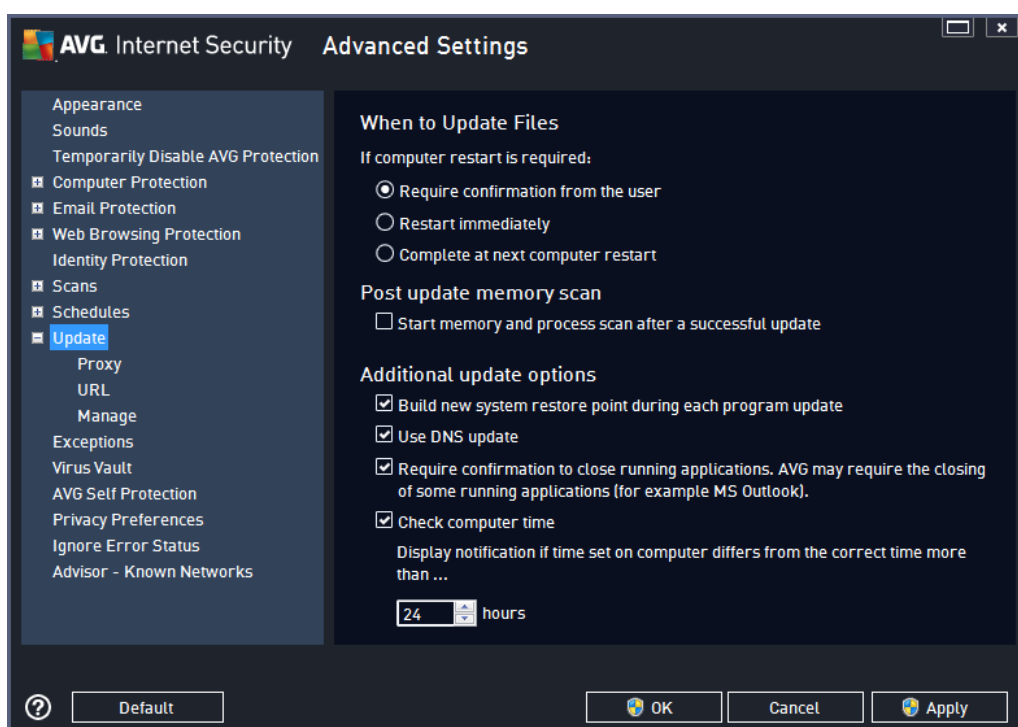 AVG. Internet Security Advanced Settings
Appearance
Sounds
Temporarily Disable AVG Protection
Computer Protection
Email Protection
Web Browsing Protection
Identity Protection
Scans
Schedules
Update
Proxy
URL
Manage
Exceptions
Virus Vault
AVG Self Protection
Privacy Preferences
Ignore Error Status
Advisor - Known Networks
When to Update Files
If computer restart is required:
Require confirmation from the user
Restart immediately
Complete at next computer restart
Post update memory scan
Start memory and process scan after a successful update
Additional update options
Build new system restore point during each program update
Use DNS update
Require confirmation to close running applications. AVG may require the closing
of some running applications (for example MS Outlook).
Check computer time
Display notification if time set on computer differs from the correct time more
than ...
24 hours
? Default OK Cancel Apply